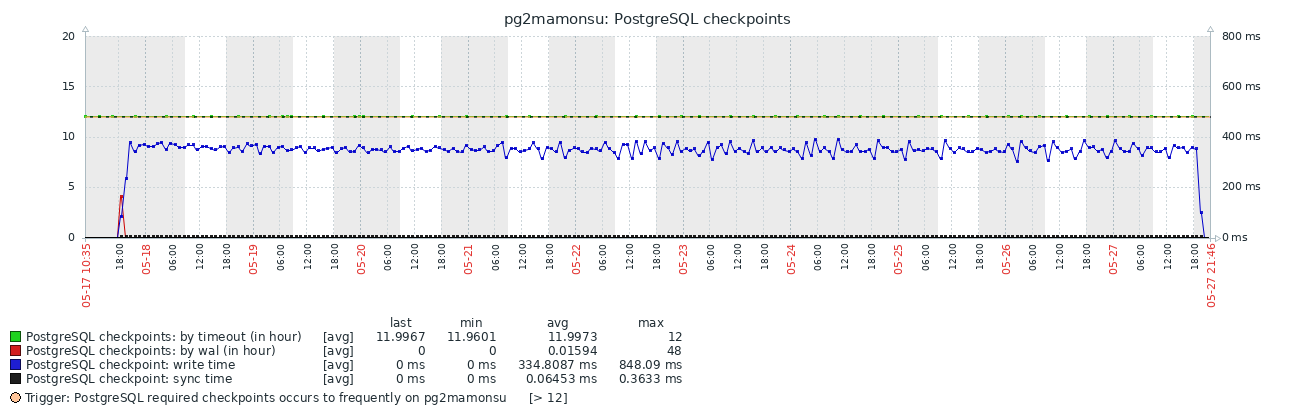 pg2mamonsu: PostgreSQL checkpoints
20 800 ms
15 600 ms
10 400 ms
5 200 ms
0 0 ms
05-17 10:35 18:00 05-18 06:00 12:00 18:00 05-19 06:00 12:00 18:00 05-20 06:00 12:00 18:00 05-21 06:00 12:00 18:00 05-22 06:00 12:00 18:00 05-23 06:00 12:00 18:00 05-24 06:00 12:00 18:00 05-25 06:00 12:00 18:00 05-26 06:00 12:00 18:00 05-27 06:00 12:00 18:00 05-27 21:46
last min avg max
PostgreSQL checkpoints: by timeout (in hour) [avg] 11.9967 11.9601 11.9973 12
PostgreSQL checkpoints: by wal (in hour) [avg] 0 0 0.01594 48
PostgreSQL checkpoint: write time [avg] 0 ms 0 ms 334.8087 ms 848.09 ms
PostgreSQL checkpoint: sync time [avg] 0 ms 0 ms 0.06453 ms 0.3633 ms
Trigger: PostgreSQL required checkpoints occurs to frequently on pg2mamonsu [> 12]